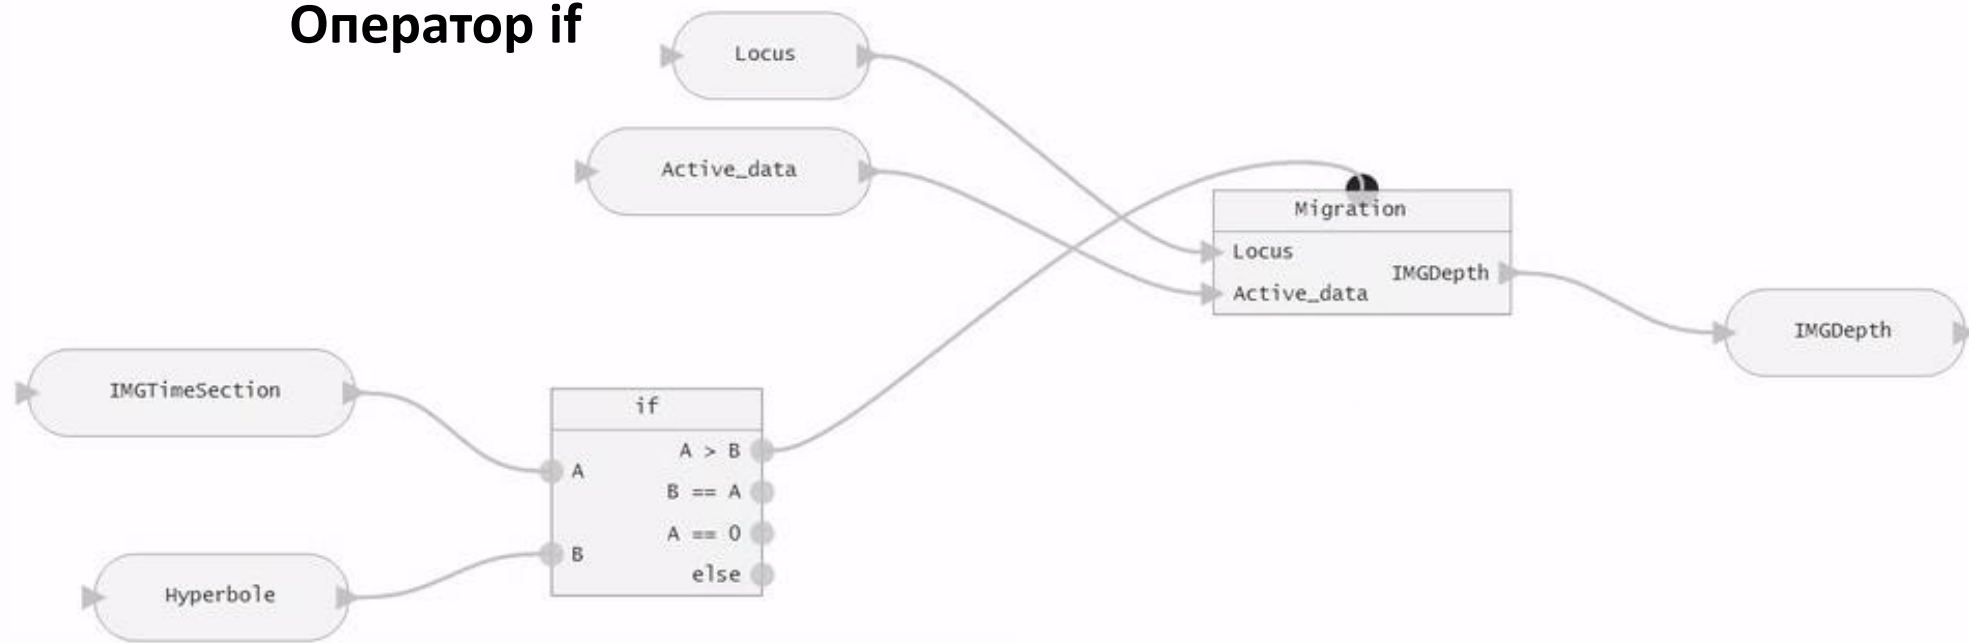 Оператор if
Locus
Active_data
Migration
Locus
IMGDepth
Active_data
IMGDepth
IMGTimeSection
if
A > B
A
B == A
A == 0
B
else
Hyperbole